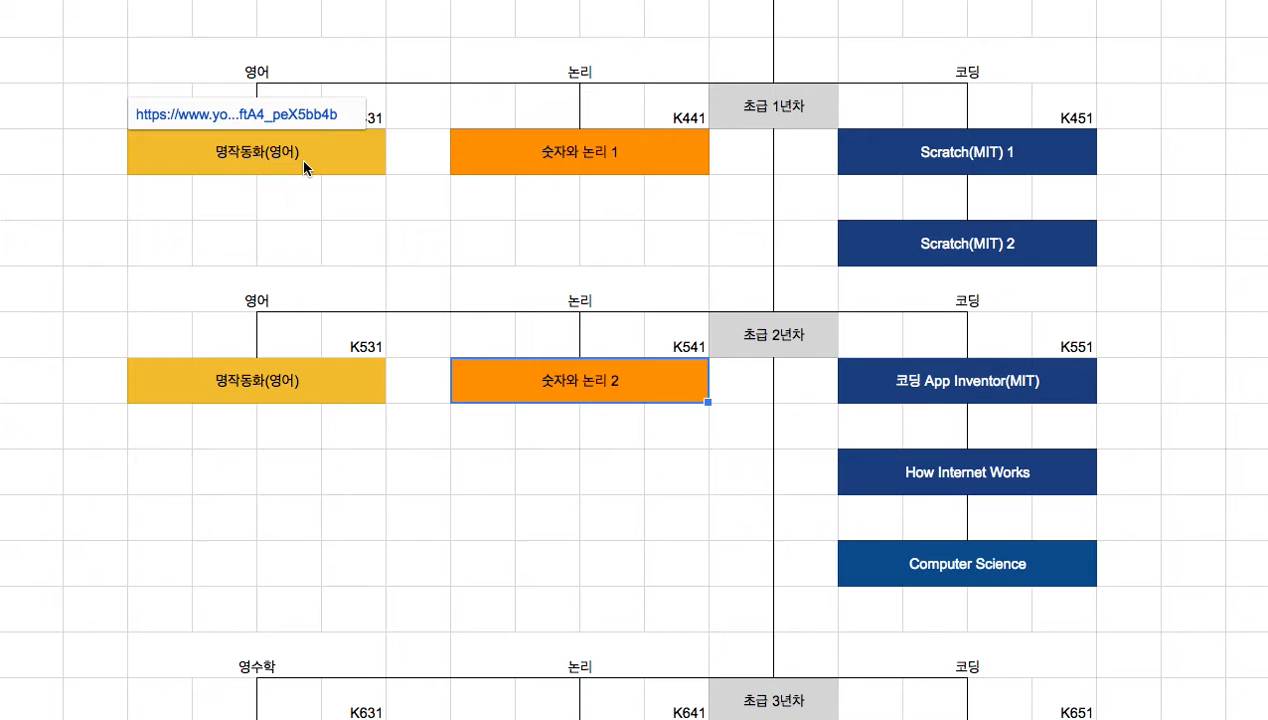 영어
논리
코딩
초급 1년차
https://www.yo...ftA4_peX5bb4b
31
K441
K451
명작동화(영어)
숫자와 논리 1
Scratch(MIT) 1
Scratch(MIT) 2
영어
논리
코딩
초급 2년차
K531
K541
K551
명작동화(영어)
숫자와 논리 2
코딩 App Inventor(MIT)
How Internet Works
Computer Science
영수학
논리
코딩
초급 3년차
K631
K641
K651